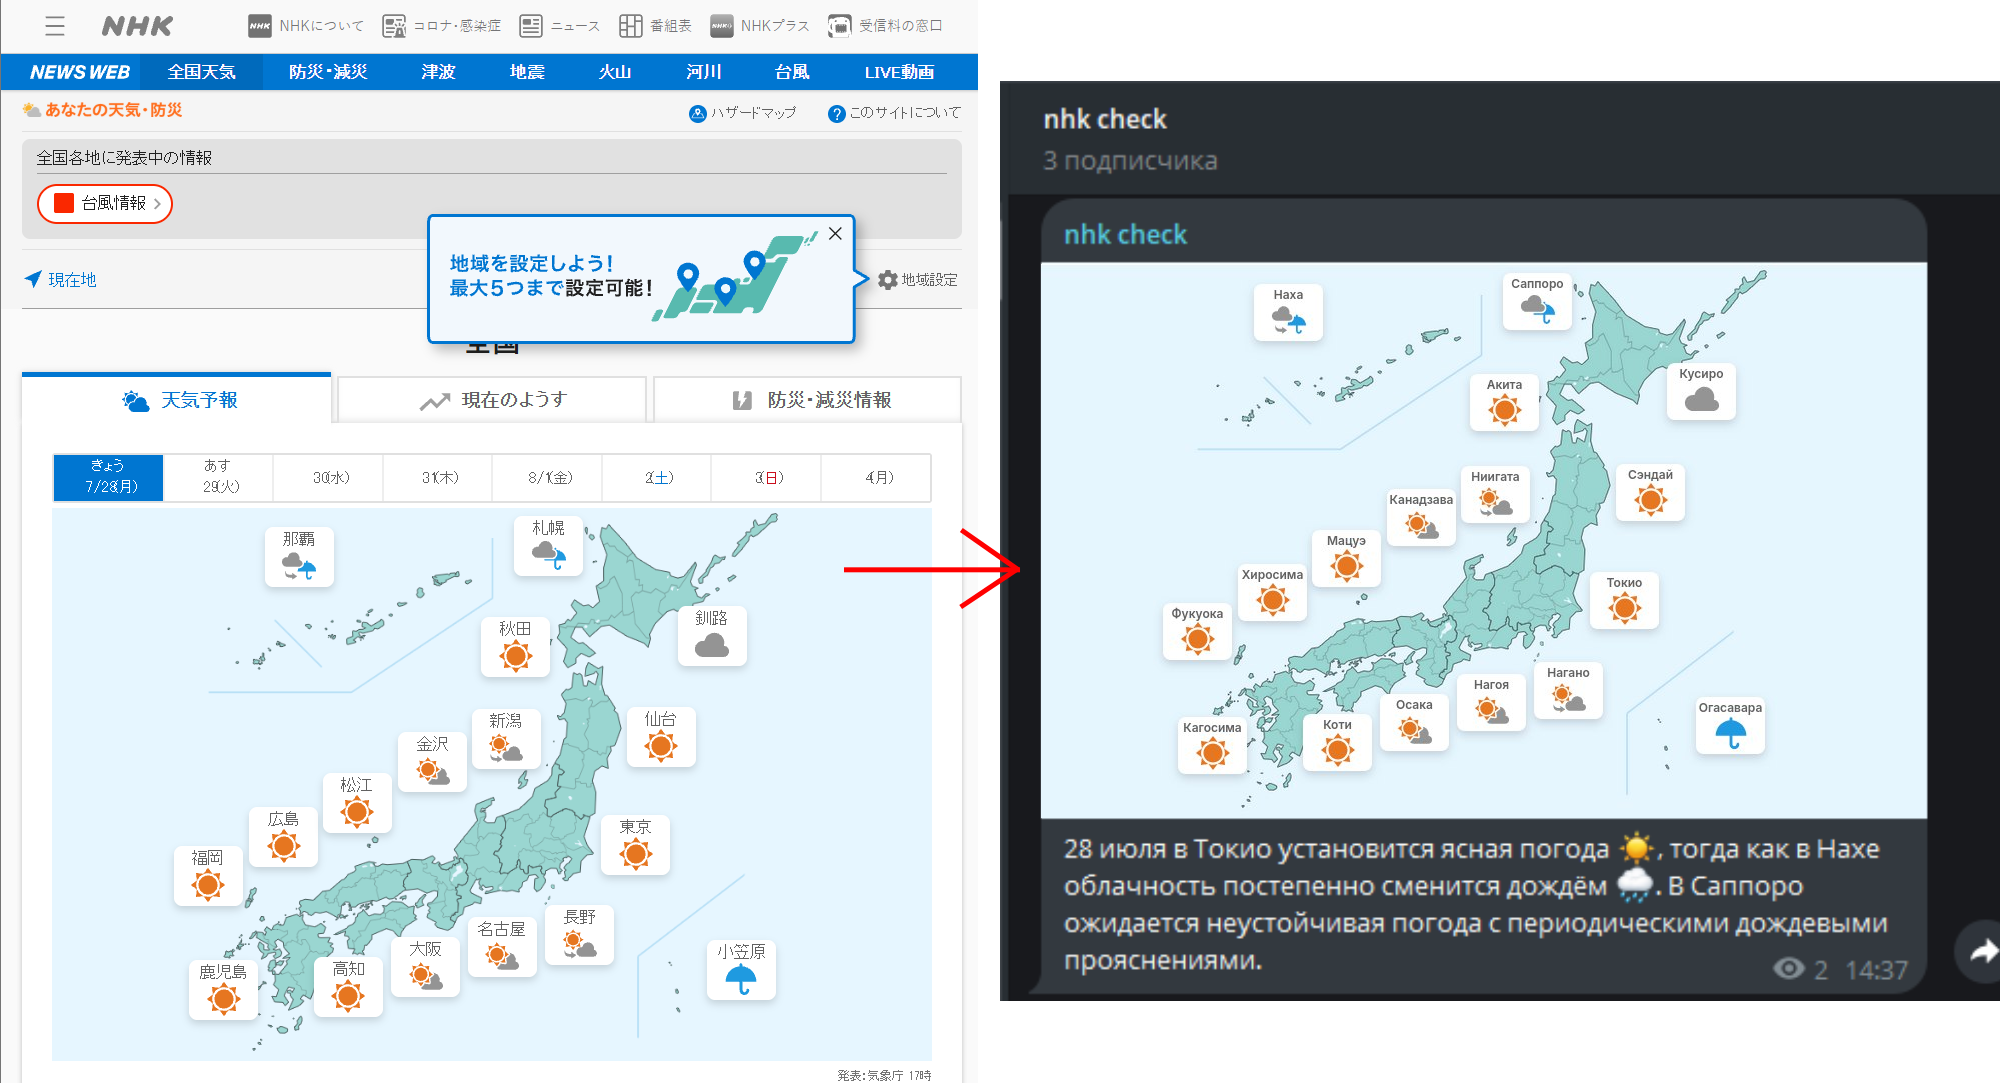 NHK
NHKについて
コロナ・感染症
ニュース
番組表
NHKプラス
受信料の窓口
NEWS WEB
全国天気
防災・減災
津波
地震
火山
河川
台風
LIVE動画
あなたの天気・防災
ハザードマップ
このサイトについて
全国各地に発表中の情報
台風情報
地域を設定しよう！
最大5つまで設定可能！
現在地
地域設定
全国
天気予報
現在のようす
防災・減災情報
きょう
7/28(月)
あす
29(火)
30(水)
31(木)
8/1(金)
2(土)
3(日)
4(月)
那覇
札幌
釧路
秋田
新潟
仙台
金沢
松江
広島
福岡
東京
長野
名古屋
大阪
高知
鹿児島
小笠原
発表:気象庁 17時
nhk check
3 подписчика
nhk check
Наха
Саппоро
Кусиро
Акита
Ниигата
Сэндай
Канадзава
Мацуэ
Хиросима
Фукуока
Токио
Нагано
Нагоя
Осака
Коти
Кагосима
Огасавара
28 июля в Токио установится ясная погода ☀️, тогда как в Нахе
облачность постепенно сменится дождём 🌧️. В Саппоро
ожидается неустойчивая погода с периодическими дождевыми
прояснениями.
2 14:37